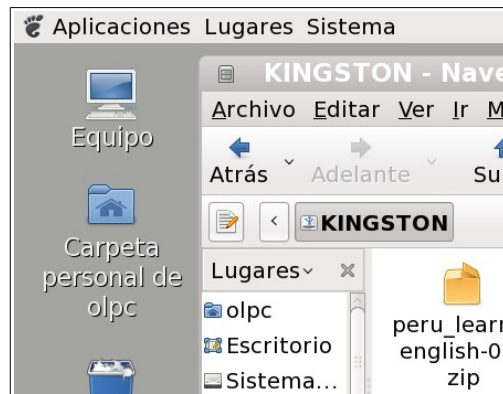 Aplicaciones Lugares Sistema
KINGSTON - Nave
Archivo Editar Ver Ir M
Equipo
Atrás Adelante Su
KINGSTON
Carpeta
personal de
olpc
Lugares
olpc
Escritorio
Sistema...
peru_learn
english-0
zip